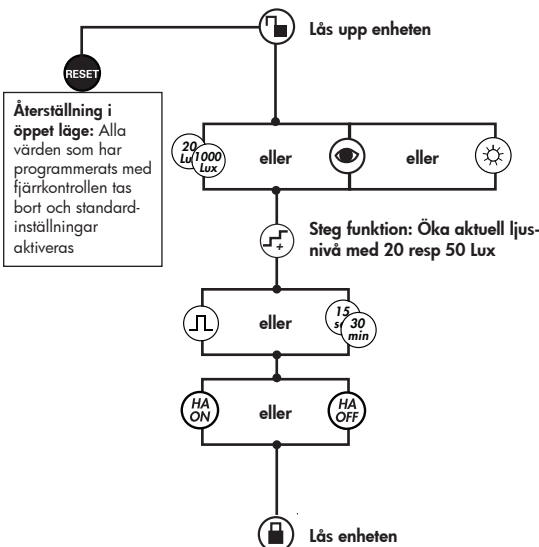 Lås upp enheten
RESET
Återställning i
öppet läge: Alla
värden som har
programmerats med
fjärrkontrollen tas
bort och standard-
inställningar
aktiveras
20
Lu
1000
Lux
eller
eller
Steg funktion: Öka aktuell ljus-
nivå med 20 resp 50 Lux
+
eller
15
s
30
min
HA
ON
eller
HA
OFF
Lås enheten